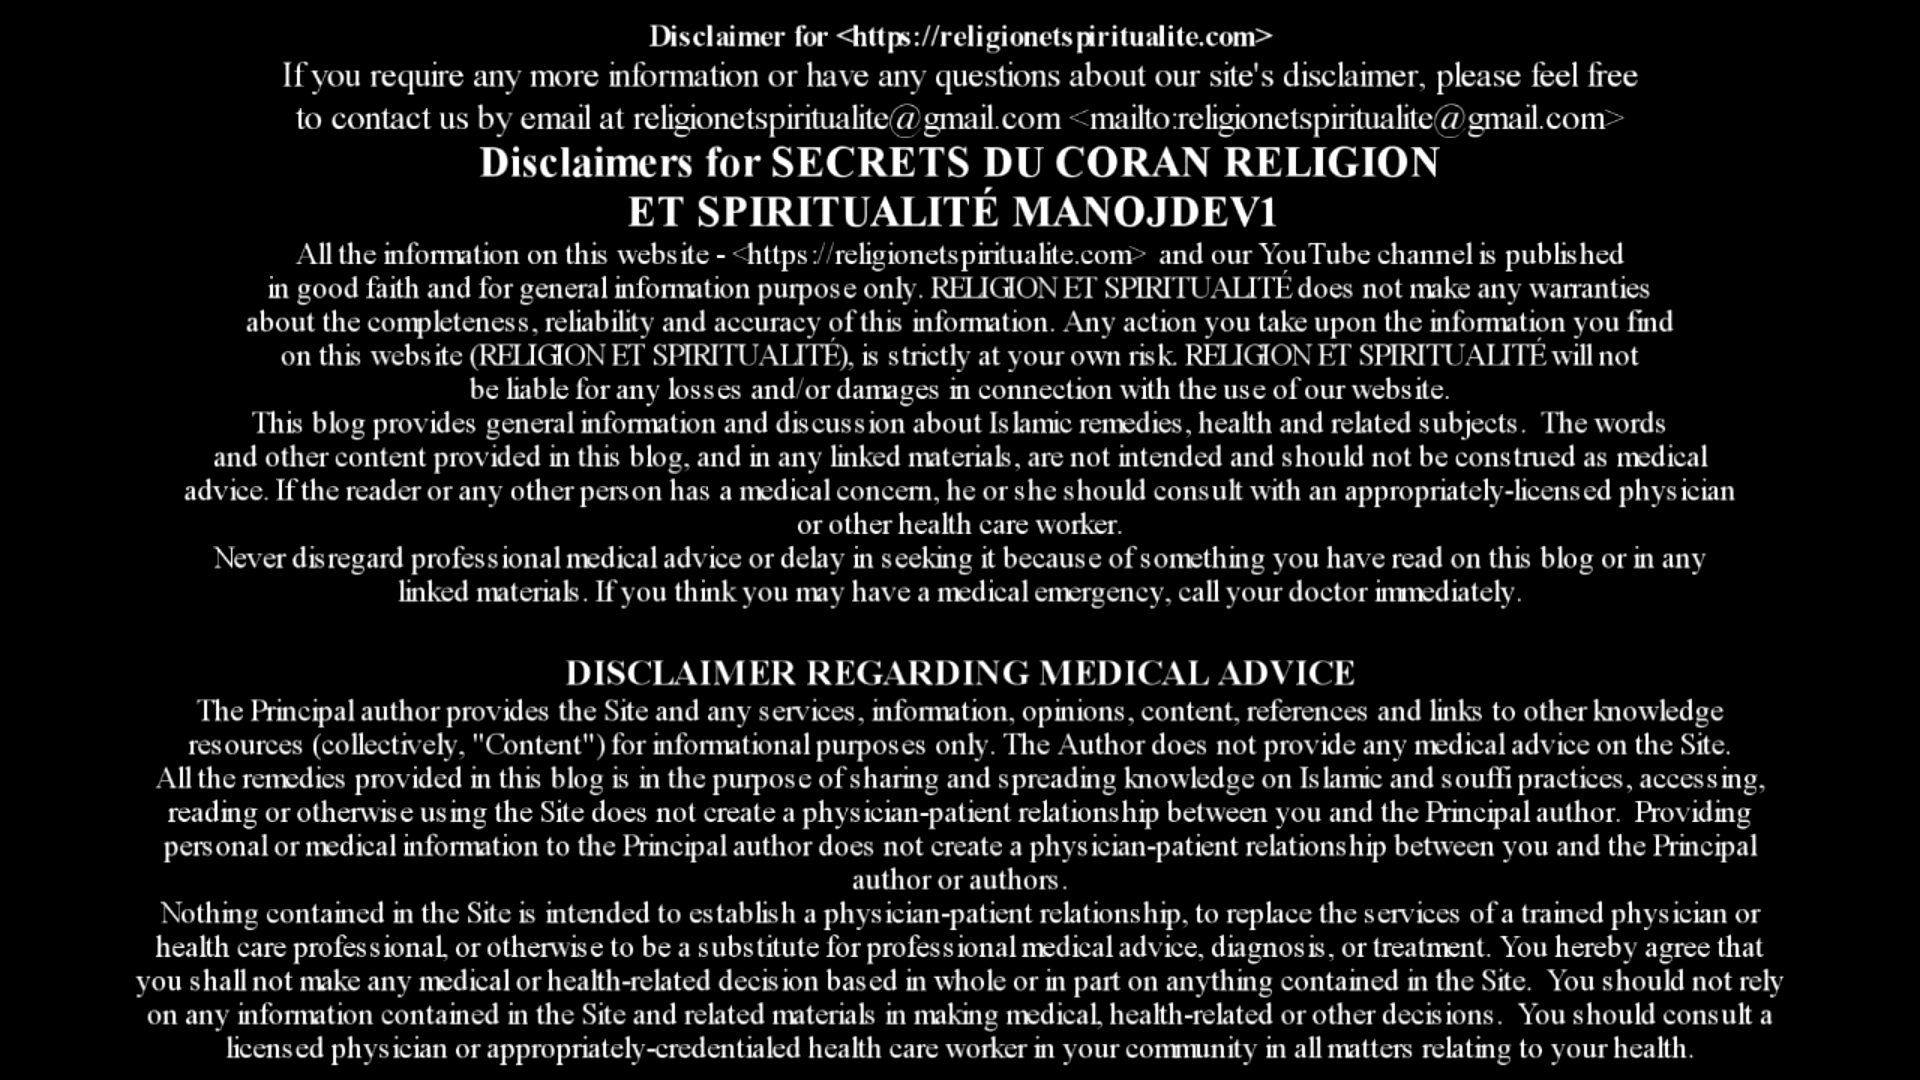 Disclaimer for <https://religionetspiritualite.com>
If you require any more information or have any questions about our site's disclaimer, please feel free
to contact us by email at religionetspiritualite@gmail.com <mailto:religionetspiritualite@gmail.com>
Disclaimers for SECRETS DU CORAN RELIGION
ET SPIRITUALITÉ MANOJDEV1
All the information on this website - <https://religionetspiritualite.com> and our YouTube channel is published
in good faith and for general information purpose only. RELIGION ET SPIRITUALITÉ does not make any warranties
about the completeness, reliability and accuracy of this information. Any action you take upon the information you find
on this website (RELIGION ET SPIRITUALITÉ), is strictly at your own risk. RELIGION ET SPIRITUALITÉ will not
be liable for any losses and/or damages in connection with the use of our website.
This blog provides general information and discussion about Islamic remedies, health and related subjects. The words
and other content provided in this blog, and in any linked materials, are not intended and should not be construed as medical
advice. If the reader or any other person has a medical concern, he or she should consult with an appropriately-licensed physician
or other health care worker.
Never disregard professional medical advice or delay in seeking it because of something you have read on this blog or in any
linked materials. If you think you may have a medical emergency, call your doctor immediately.
DISCLAIMER REGARDING MEDICAL ADVICE
The Principal author provides the Site and any services, information, opinions, content, references and links to other knowledge
resources (collectively, "Content") for informational purposes only. The Author does not provide any medical advice on the Site.
All the remedies provided in this blog is in the purpose of sharing and spreading knowledge on Islamic and souffi practices, accessing,
reading or otherwise using the Site does not create a physician-patient relationship between you and the Principal author. Providing
personal or medical information to the Principal author does not create a physician-patient relationship between you and the Principal
author or authors.
Nothing contained in the Site is intended to establish a physician-patient relationship, to replace the services of a trained physician or
health care professional, or otherwise to be a substitute for professional medical advice, diagnosis, or treatment. You hereby agree that
you shall not make any medical or health-related decision based in whole or in part on anything contained in the Site. You should not rely
on any information contained in the Site and related materials in making medical, health-related or other decisions. You should consult a
licensed physician or appropriately-credentialed health care worker in your community in all matters relating to your health.